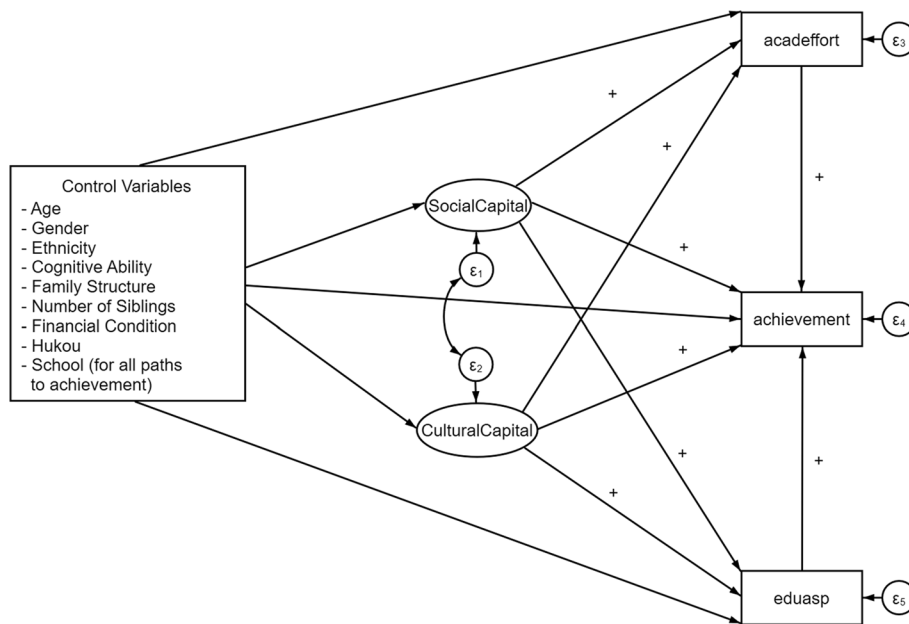 acadeffort
ε3
+
+
+
Control Variables
- Age
- Gender
- Ethnicity
- Cognitive Ability
- Family Structure
- Number of Siblings
- Financial Condition
- Hukou
- School (for all paths
to achievement)
SocialCapital
+
ε1
achievement
ε4
ε2
+
CulturalCapital
+
+
+
eduasp
ε5